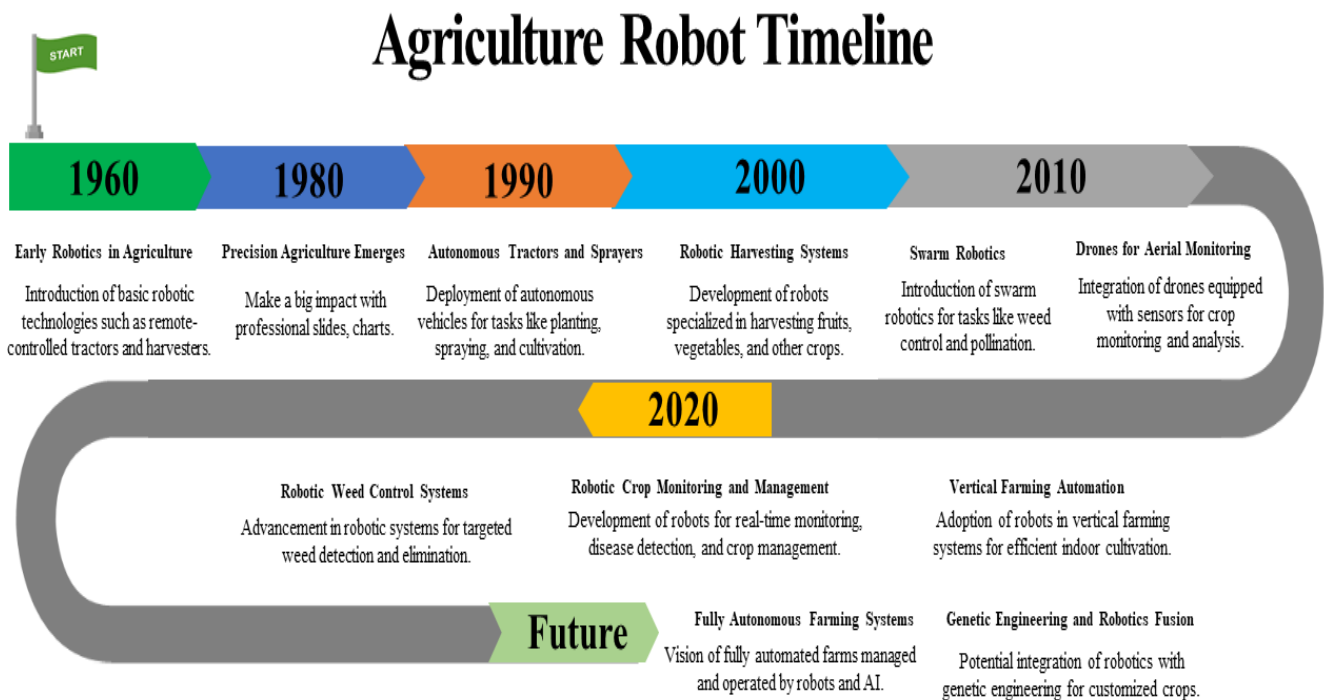 Agriculture Robot Timeline
START
1960
1980
1990
2000
2010
Early Robotics in Agriculture
Introduction of basic robotic
technologies such as remote-
controlled tractors and harvesters.
Precision Agriculture Emerges
Make a big impact with
professional slides, charts.
Autonomous Tractors and Sprayers
Deployment of autonomous
vehicles for tasks like planting,
spraying, and cultivation.
Robotic Harvesting Systems
Development of robots
specialized in harvesting fruits,
vegetables, and other crops.
Swarm Robotics
Introduction of swarm
robotics for tasks like weed
control and pollination.
Drones for Aerial Monitoring
Integration of drones equipped
with sensors for crop
monitoring and analysis.
2020
Robotic Weed Control Systems
Advancement in robotic systems for targeted
weed detection and elimination.
Robotic Crop Monitoring and Management
Development of robots for real-time monitoring,
disease detection, and crop management.
Vertical Farming Automation
Adoption of robots in vertical farming
systems for efficient indoor cultivation.
Future
Fully Autonomous Farming Systems
Vision of fully automated farms managed
and operated by robots and AI.
Genetic Engineering and Robotics Fusion
Potential integration of robotics with
genetic engineering for customized crops.